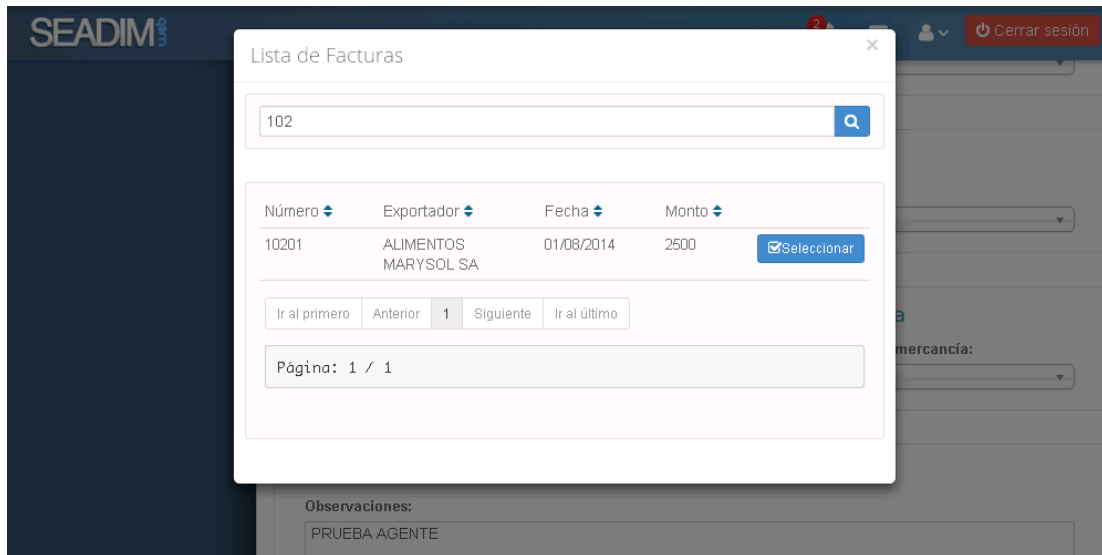 SEADIM web
2
Cerrar sesión
Lista de Facturas
×
102
Número Exportador Fecha Monto
10201 ALIMENTOS MARYSOL SA 01/08/2014 2500 Seleccionar
Ir al primero Anterior 1 Siguiente Ir al último
a
mercancía:
Página: 1 / 1
Observaciones:
PRUEBA AGENTE